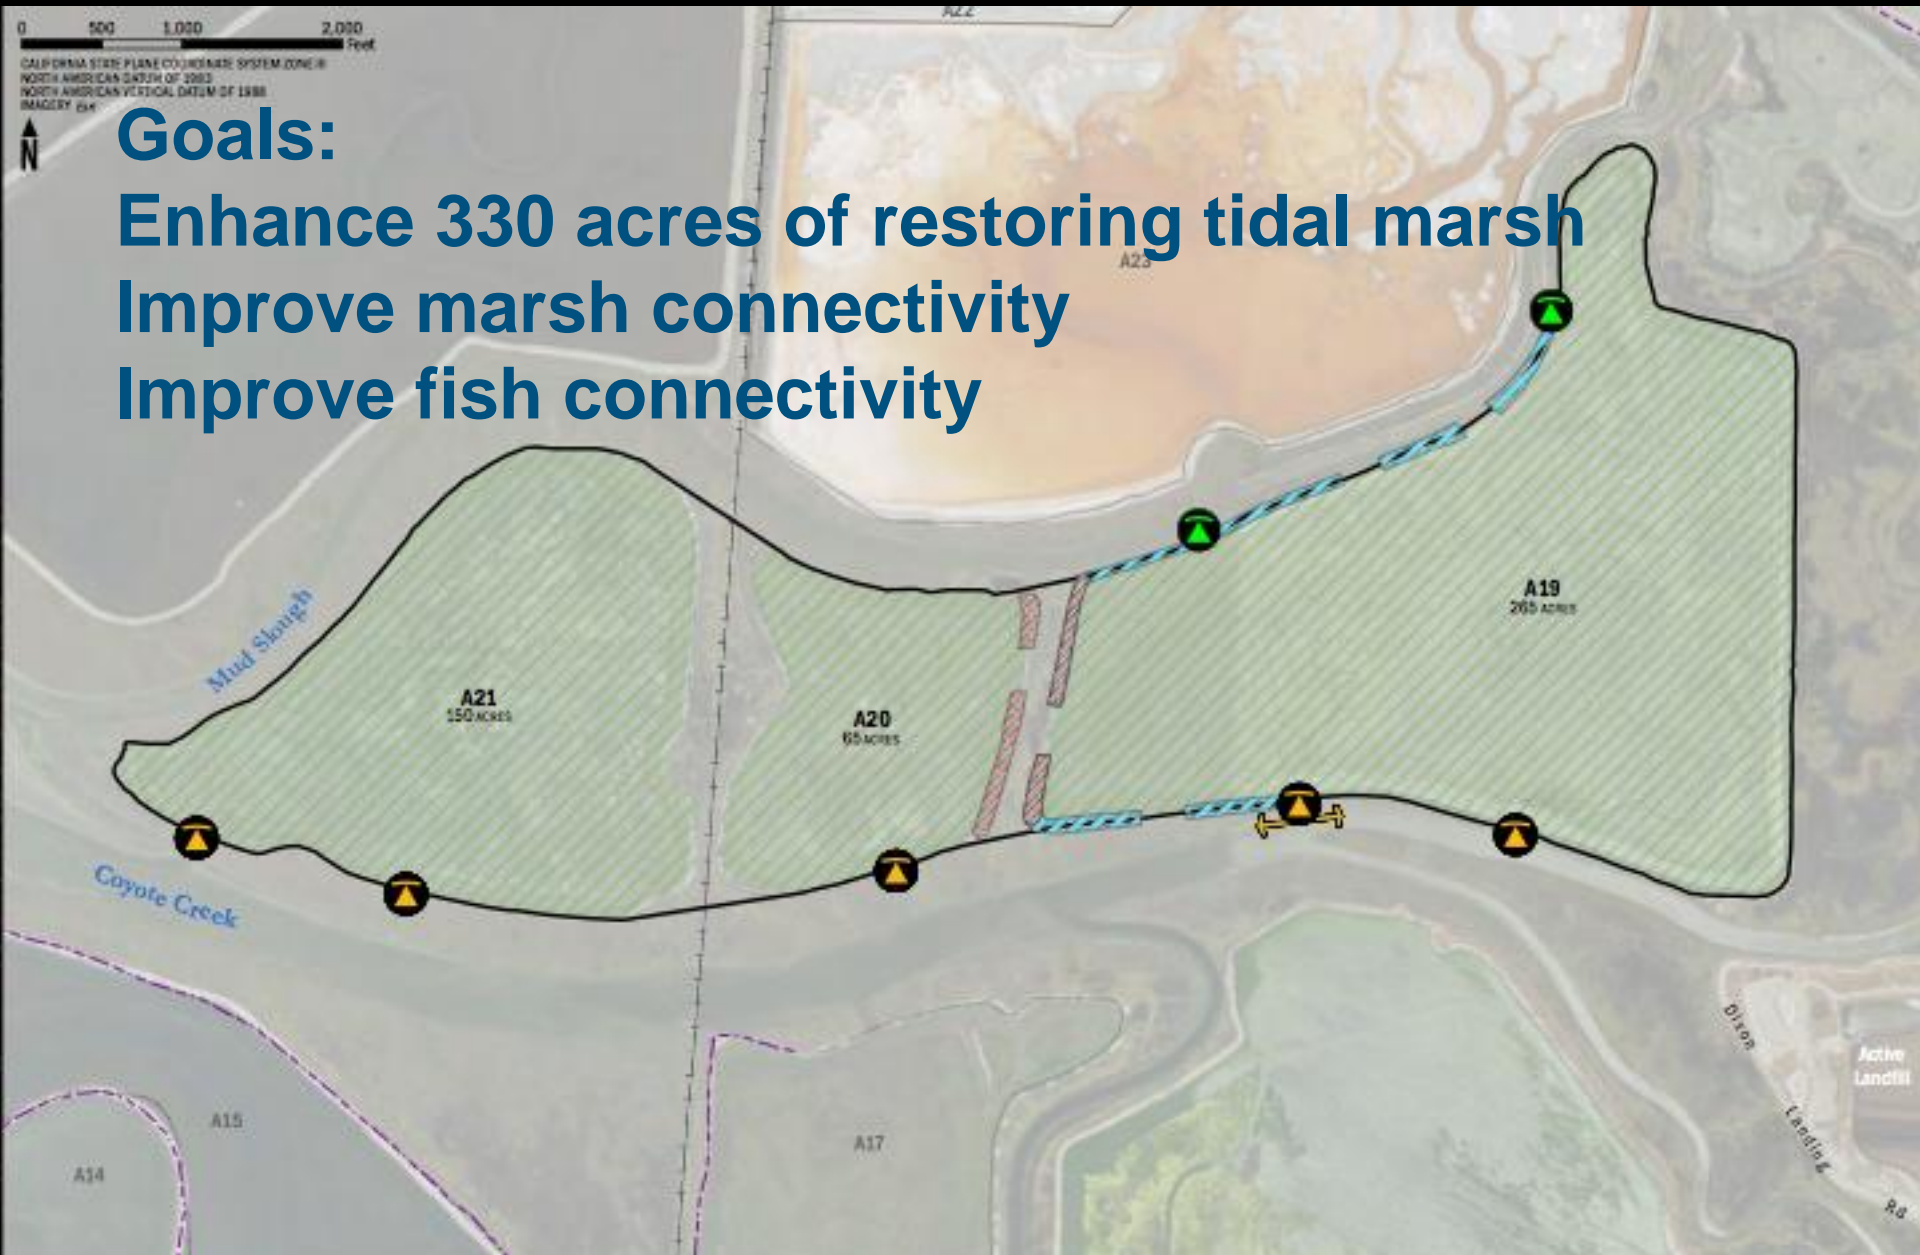 A22
0 500 1,000 2,000
Feet
CALIFORNIA STATE PLANE COORDINATE SYSTEM ZONE III
NORTH AMERICAN DATUM OF 1983
NORTH AMERICAN VERTICAL DATUM OF 1988
IMAGERY
N
Goals:
Enhance 330 acres of restoring tidal marsh
Improve marsh connectivity
Improve fish connectivity
A23
A19
265 ACRES
Mud Slough
A21
150 ACRES
A20
65 ACRES
Coyote Creek
Dixon Landing Rd
Active
Landfill
A15
A17
A14